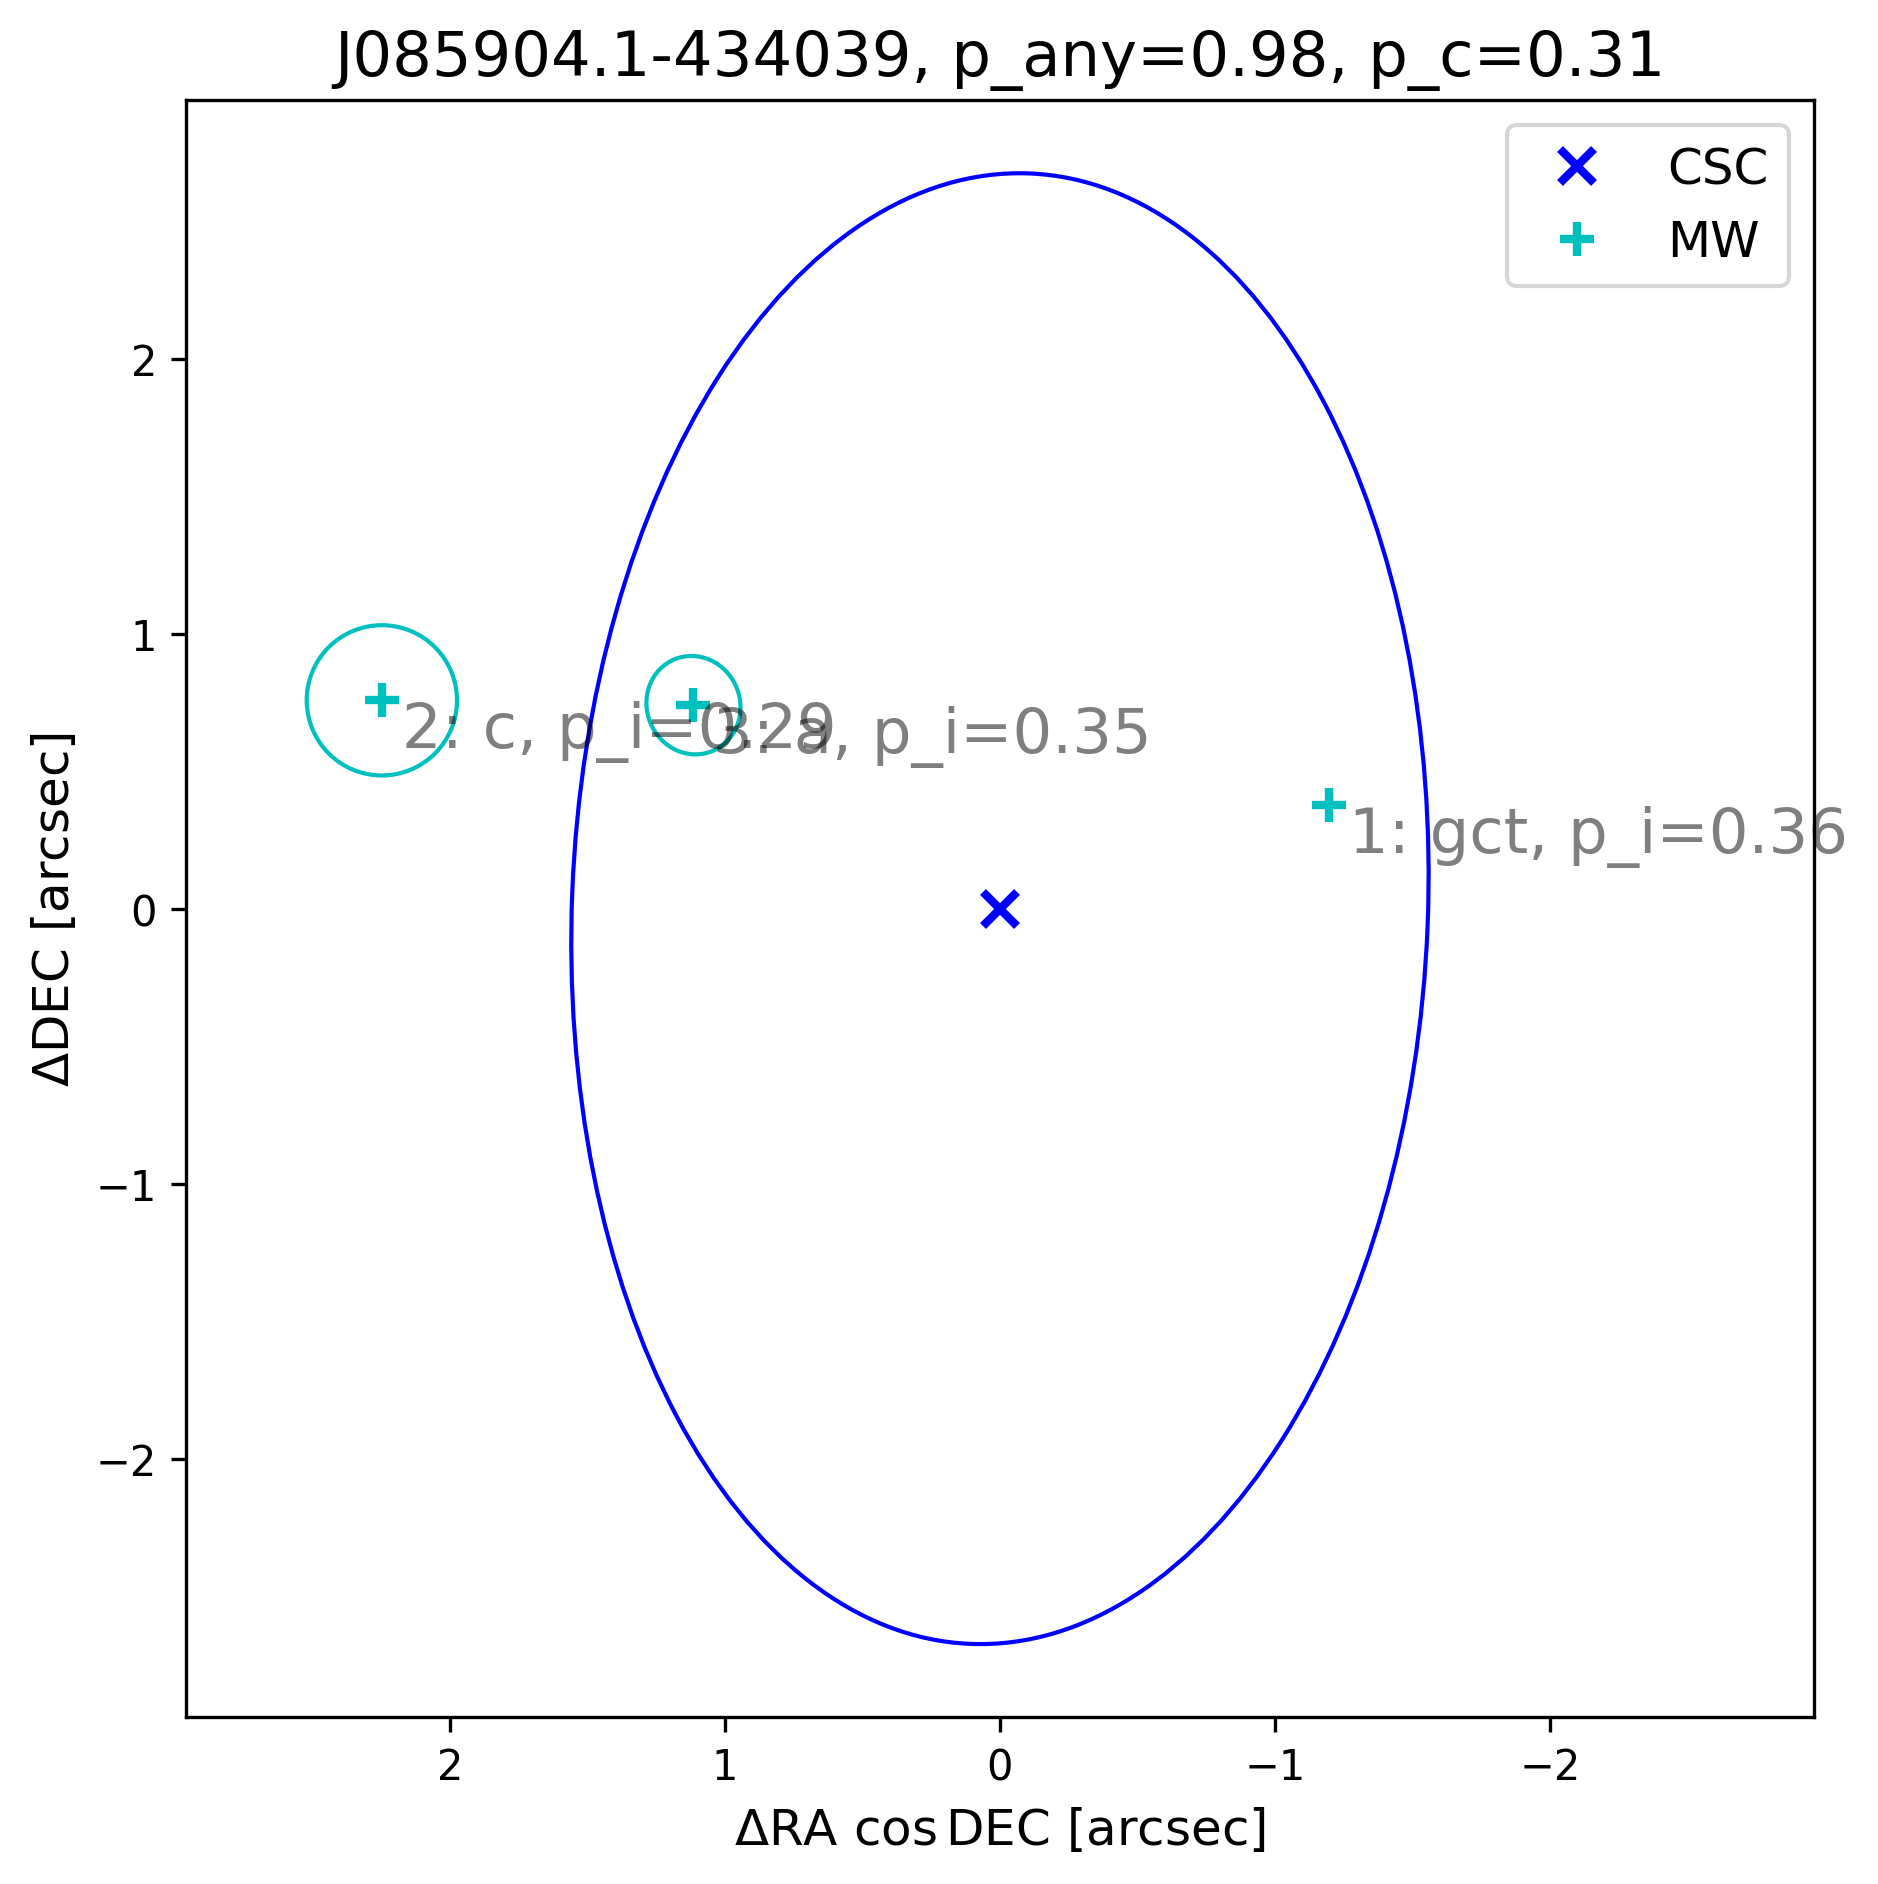 J085904.1-434039, p_any=0.98, p_c=0.31
CSC
MW
2: c, p_i=0.29
3: a, p_i=0.35
1: gct, p_i=0.36
ΔDEC [arcsec]
2
1
0
−1
−2
2
1
0
−1
−2
ΔRA cos DEC [arcsec]